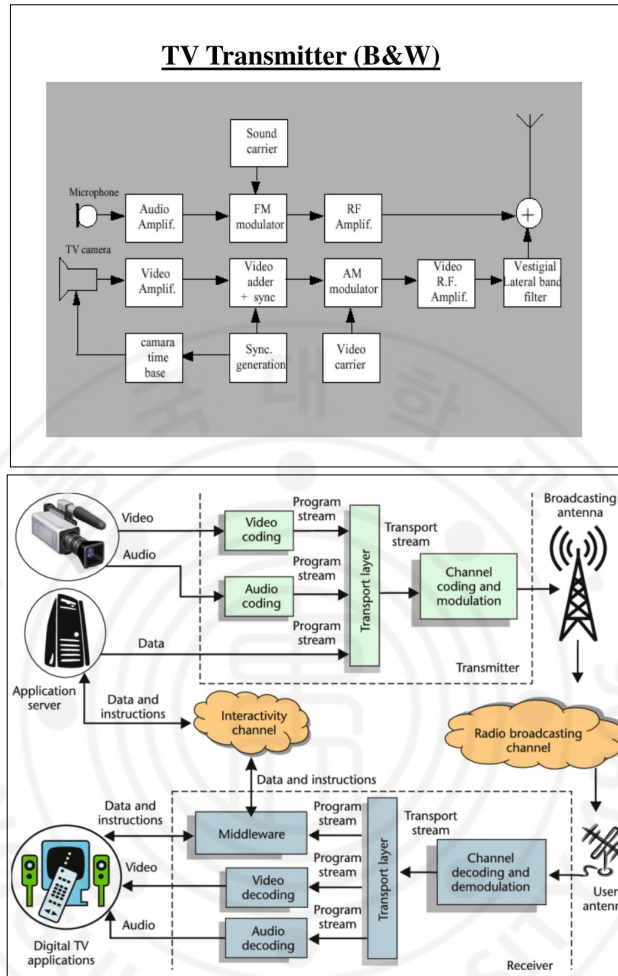 TV Transmitter (B&W)
Sound
carrier
Microphone
Audio
Amplif.
FM
modulator
RF
Amplif.
+
TV camera
Video
Amplif.
Video
adder
+ sync
AM
modulator
Video
R.F.
Amplif.
Vestigial
Lateral band
filter
camara
time
base
Sync.
generation
Video
carrier
Video
Audio
Video
coding
Audio
coding
Program
stream
Program
stream
Program
stream
Data
Transport layer
Transport
stream
Channel
coding and
modulation
Broadcasting
antenna
Transmitter
Application
server
Data and
instructions
Interactivity
channel
Radio broadcasting
channel
Data and instructions
Data and
instructions
Middleware
Program
stream
Transport
stream
Video
Video
decoding
Program
stream
Transport layer
Channel decoding
and demodulation
User
antenn
Audio
Audio
decoding
Program
stream
Digital TV
applications
Receiver